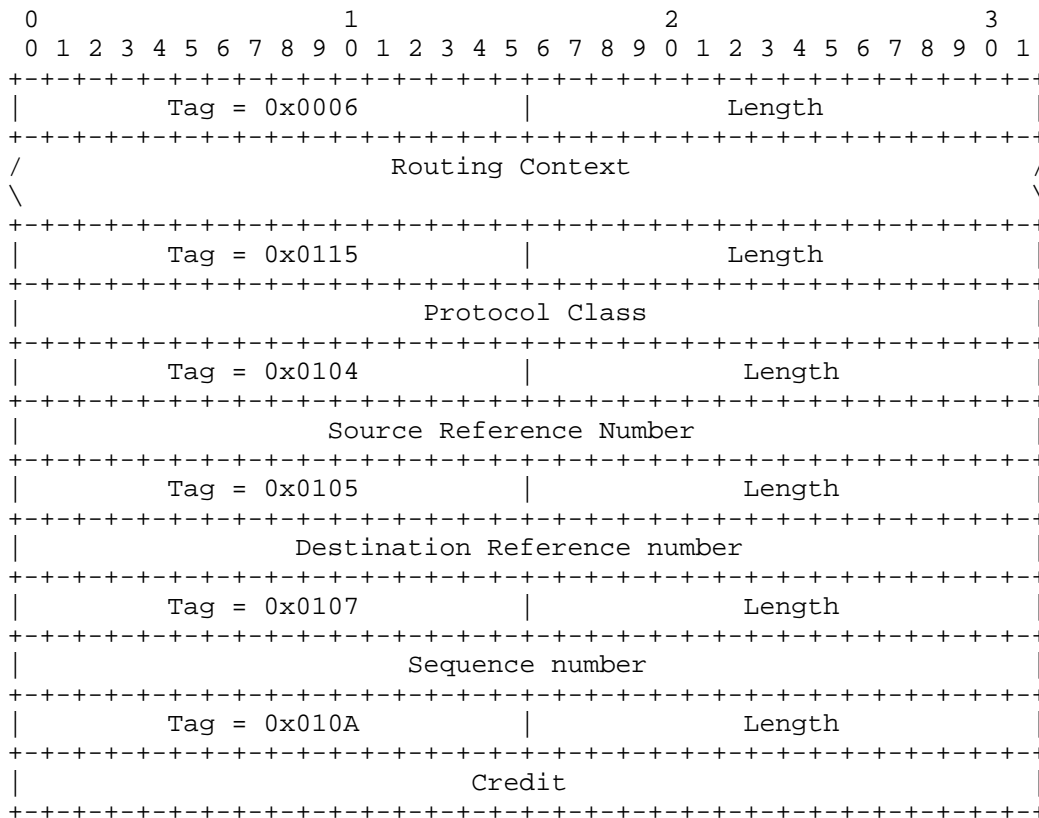 0                   1                   2                   3
 0 1 2 3 4 5 6 7 8 9 0 1 2 3 4 5 6 7 8 9 0 1 2 3 4 5 6 7 8 9 0 1
+-+-+-+-+-+-+-+-+-+-+-+-+-+-+-+-+-+-+-+-+-+-+-+-+-+-+-+-+-+-+-+-+
|         Tag = 0x0006          |            Length             |
+-+-+-+-+-+-+-+-+-+-+-+-+-+-+-+-+-+-+-+-+-+-+-+-+-+-+-+-+-+-+-+-+
/                       Routing Context                         /
\                                                               \
+-+-+-+-+-+-+-+-+-+-+-+-+-+-+-+-+-+-+-+-+-+-+-+-+-+-+-+-+-+-+-+-+
|         Tag = 0x0115          |            Length             |
+-+-+-+-+-+-+-+-+-+-+-+-+-+-+-+-+-+-+-+-+-+-+-+-+-+-+-+-+-+-+-+-+
|                         Protocol Class                        |
+-+-+-+-+-+-+-+-+-+-+-+-+-+-+-+-+-+-+-+-+-+-+-+-+-+-+-+-+-+-+-+-+
|         Tag = 0x0104          |             Length            |
+-+-+-+-+-+-+-+-+-+-+-+-+-+-+-+-+-+-+-+-+-+-+-+-+-+-+-+-+-+-+-+-+
|                   Source Reference Number                     |
+-+-+-+-+-+-+-+-+-+-+-+-+-+-+-+-+-+-+-+-+-+-+-+-+-+-+-+-+-+-+-+-+
|         Tag = 0x0105          |             Length            |
+-+-+-+-+-+-+-+-+-+-+-+-+-+-+-+-+-+-+-+-+-+-+-+-+-+-+-+-+-+-+-+-+
|                 Destination Reference number                  |
+-+-+-+-+-+-+-+-+-+-+-+-+-+-+-+-+-+-+-+-+-+-+-+-+-+-+-+-+-+-+-+-+
|         Tag = 0x0107          |             Length            |
+-+-+-+-+-+-+-+-+-+-+-+-+-+-+-+-+-+-+-+-+-+-+-+-+-+-+-+-+-+-+-+-+
|                        Sequence number                        |
+-+-+-+-+-+-+-+-+-+-+-+-+-+-+-+-+-+-+-+-+-+-+-+-+-+-+-+-+-+-+-+-+
|         Tag = 0x010A          |             Length            |
+-+-+-+-+-+-+-+-+-+-+-+-+-+-+-+-+-+-+-+-+-+-+-+-+-+-+-+-+-+-+-+-+
|                            Credit                             |
+-+-+-+-+-+-+-+-+-+-+-+-+-+-+-+-+-+-+-+-+-+-+-+-+-+-+-+-+-+-+-+-+